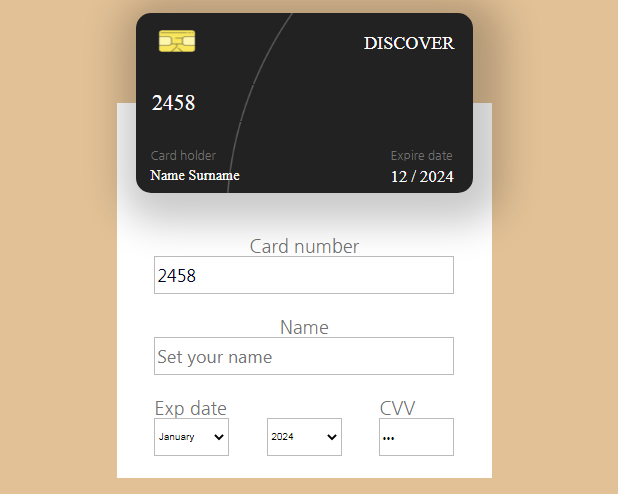 DISCOVER
2458
Card holder
Expire date
Name Surname
12 / 2024
Card number
2458
Name
Set your name
Exp date
CVV
January
2024
•••